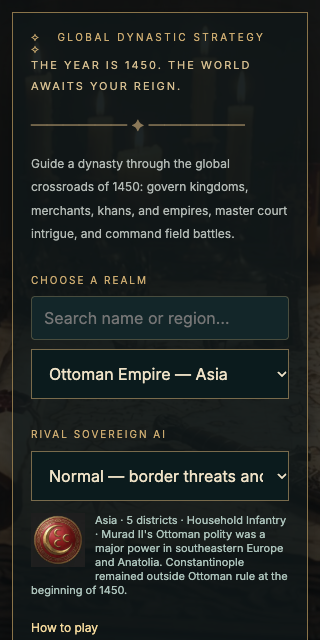 GLOBAL DYNASTIC STRATEGY
THE YEAR IS 1450. THE WORLD
AWAITS YOUR REIGN.
Guide a dynasty through the global
crossroads of 1450: govern kingdoms,
merchants, khans, and empires, master court
intrigue, and command field battles.
CHOOSE A REALM
Search name or region...
Ottoman Empire — Asia
RIVAL SOVEREIGN AI
Normal — border threats and
Asia · 5 districts · Household Infantry
· Murad II's Ottoman polity was a
major power in southeastern Europe
and Anatolia. Constantinople
remained outside Ottoman rule at the
beginning of 1450.
How to play